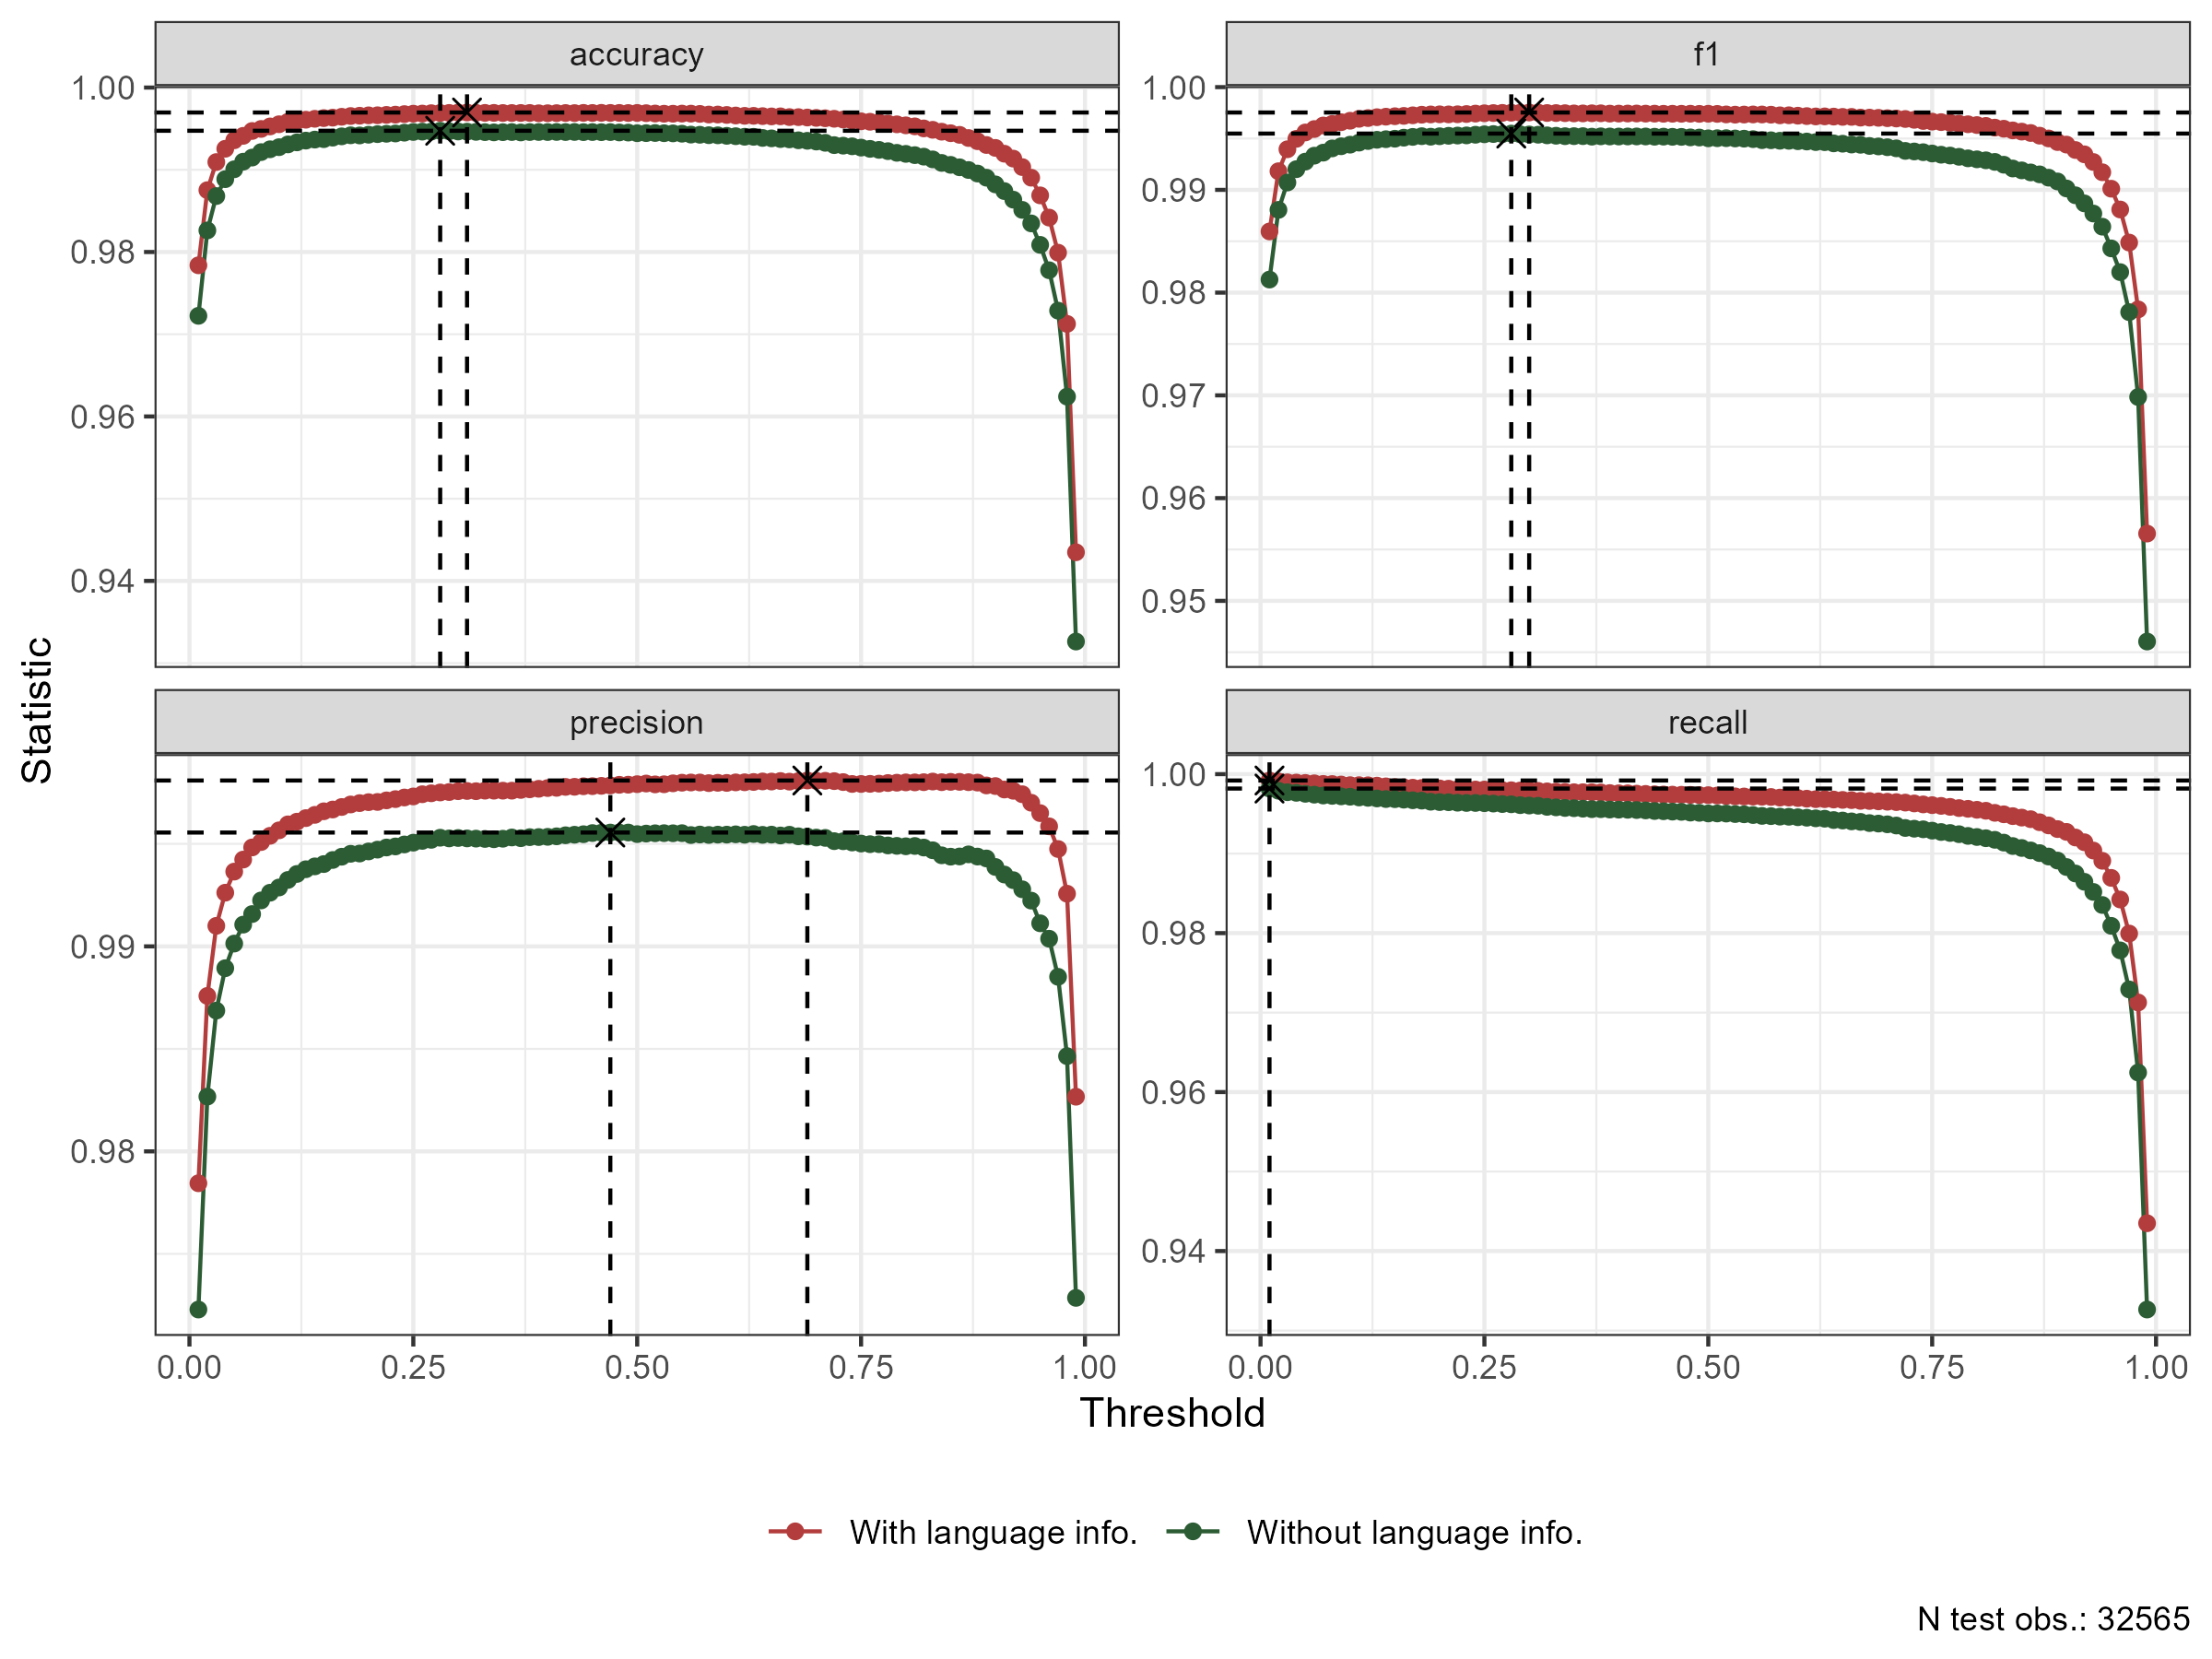 accuracy
f1
1.00
0.98
0.96
0.94
1.00
0.99
0.98
0.97
0.96
0.95
Statistic
precision
recall
0.99
0.98
1.00
0.98
0.96
0.94
0.00 0.25 0.50 0.75 1.00
0.00 0.25 0.50 0.75 1.00
Threshold
With language info. Without language info.
N test obs.: 32565